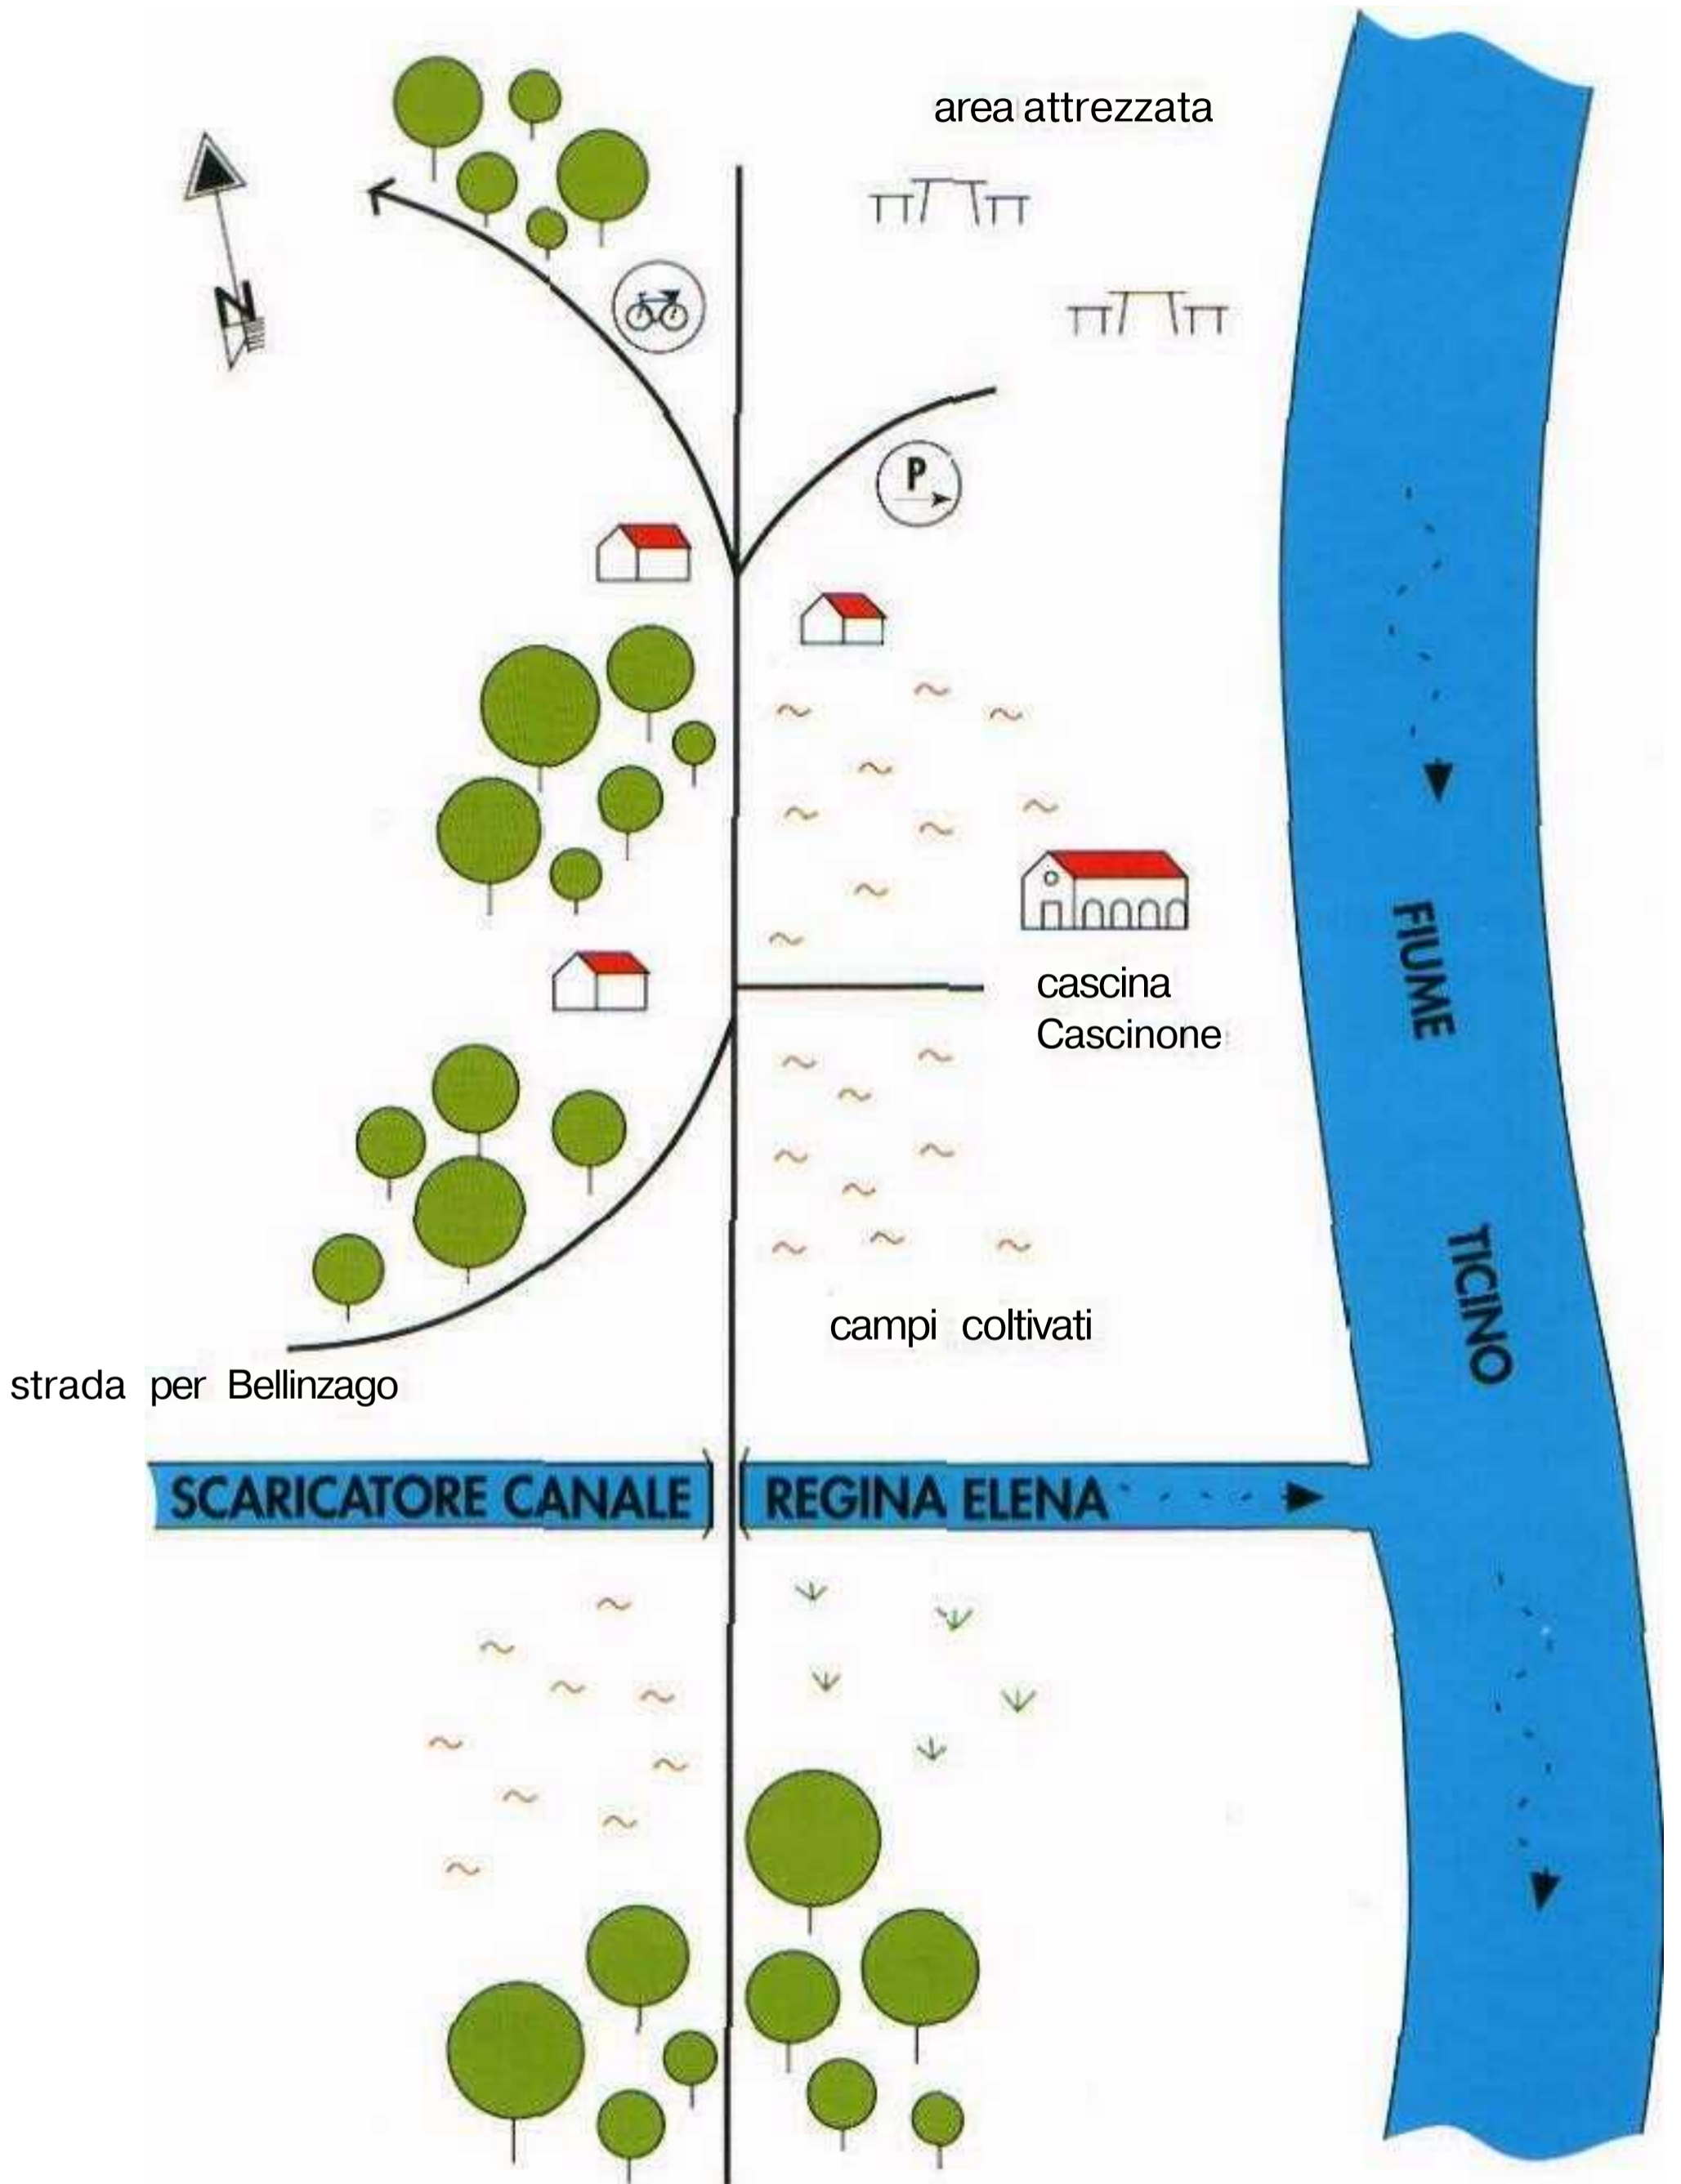 area attrezzata
N
P
cascina
Cascinone
FIUME
TICINO
campi coltivati
strada per Bellinzago
SCARICATORE CANALE REGINA ELENA